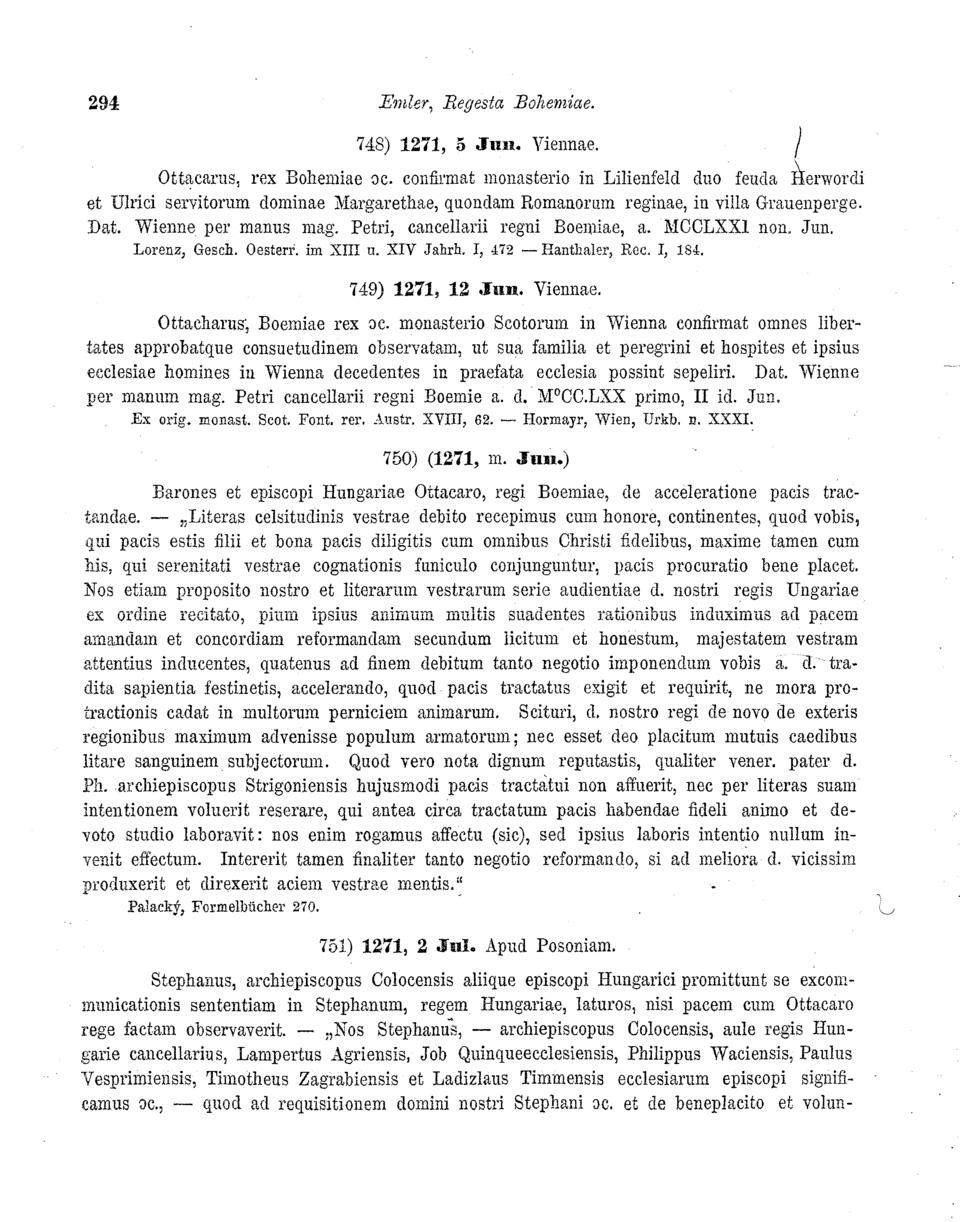 294 Emler, Regesta Bohemiae.
748) 1271, 5 Jun. Viennae.
Ottacarus, rex Bohemiae ɔc. confirmat monasterio in Lilienfeld duo feuda Herwordi
et Ulrici servitorum dominae Margarethae, quondam Romanorum reginae, in villa Grauenperge.
Dat. Wienne per manus mag. Petri, cancellarii regni Boemiae, a. MCCLXXI non. Jun.
Lorenz, Gesch. Oesterr. im XIII u. XIV Jahrh. I, 472 — Hanthaler, Rec. I, 184.
749) 1271, 12 Jun. Viennae.
Ottacharus, Boemiae rex ɔc. monasterio Scotorum in Wienna confirmat omnes liber-
tates approbatque consuetudinem observatam, ut sua familia et peregrini et hospites et ipsius
ecclesiae homines in Wienna decedentes in praefata ecclesia possint sepeliri. Dat. Wienne
per manum mag. Petri cancellarii regni Boemie a. d. M⁰CC.LXX primo, II id. Jun.
Ex orig. monast. Scot. Font. rer. Austr. XVIII, 62. — Hormayr, Wien, Urkb. n. XXXI.
750) (1271, m. Jun.)
Barones et episcopi Hungariae Ottacaro, regi Boemiae, de acceleratione pacis trac-
tandae. — „Literas celsitudinis vestrae debito recepimus cum honore, continentes, quod vobis,
qui pacis estis filii et bona pacis diligitis cum omnibus Christi fidelibus, maxime tamen cum
his, qui serenitati vestrae cognationis funiculo conjunguntur, pacis procuratio bene placet.
Nos etiam proposito nostro et literarum vestrarum serie audientiae d. nostri regis Ungariae
ex ordine recitato, pium ipsius animum multis suadentes rationibus induximus ad pacem
amandam et concordiam reformandam secundum licitum et honestum, majestatem vestram
attentius inducentes, quatenus ad finem debitum tanto negotio imponendum vobis a. d. tra-
dita sapientia festinetis, accelerando, quod pacis tractatus exigit et requirit, ne mora pro-
tractionis cadat in multorum perniciem animarum. Scituri, d. nostro regi de novo de exteris
regionibus maximum advenisse populum armatorum; nec esset deo placitum mutuis caedibus
litare sanguinem subjectorum. Quod vero nota dignum reputastis, qualiter vener. pater d.
Ph. archiepiscopus Strigoniensis hujusmodi pacis tractatui non affuerit, nec per literas suam
intentionem voluerit reserare, qui antea circa tractatum pacis habendae fideli animo et de-
voto studio laboravit: nos enim rogamus affectu (sic), sed ipsius laboris intentio nullum in-
venit effectum. Intererit tamen finaliter tanto negotio reformando, si ad meliora d. vicissim
produxerit et direxerit aciem vestrae mentis.“
Palacký, Formelbücher 270.
751) 1271, 2 Jul. Apud Posoniam.
Stephanus, archiepiscopus Colocensis aliique episcopi Hungarici promittunt se excom-
municationis sententiam in Stephanum, regem Hungariae, laturos, nisi pacem cum Ottacaro
rege factam observaverit. — „Nos Stephanus, — archiepiscopus Colocensis, aule regis Hun-
garie cancellarius, Lampertus Agriensis, Job Quinqueecclesiensis, Philippus Waciensis, Paulus
Vesprimiensis, Timotheus Zagrabiensis et Ladizlaus Timmensis ecclesiarum episcopi signifi-
camus ɔc., — quod ad requisitionem domini nostri Stephani ɔc. et de beneplacito et volun-